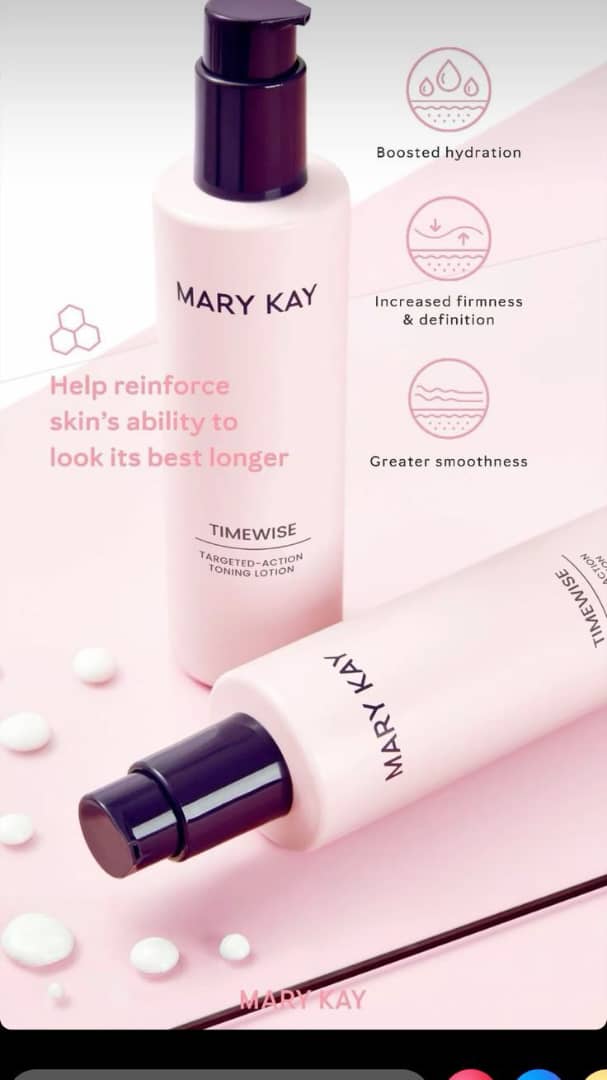 Boosted hydration
MARY KAY
Increased firmness
& definition
Help reinforce
skin's ability to
look its best longer
Greater smoothness
TIMEWISE
TARGETED-ACTION
TONING LOTION
TIMEWISE
MARY KAY
MARY KAY